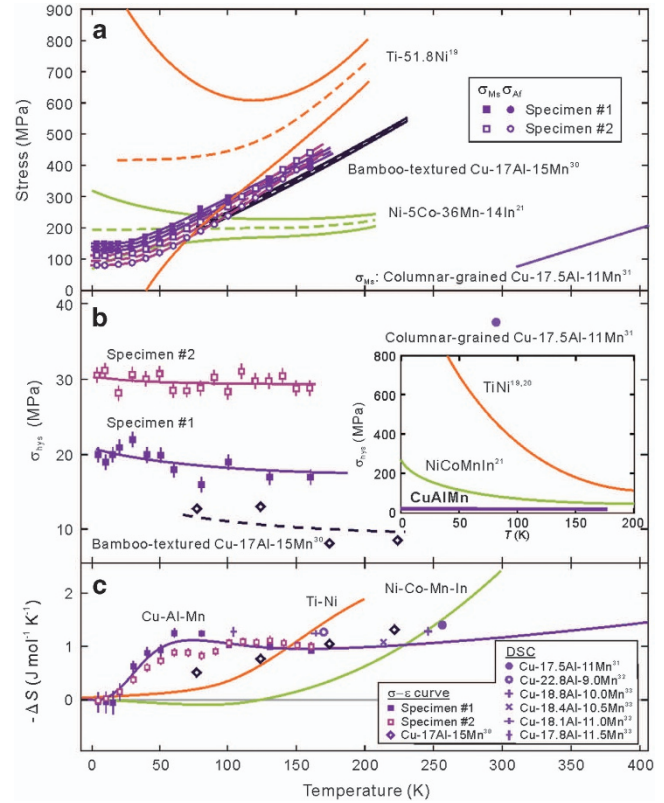 a
900
800
700
600
500
400
300
200
100
0
Stress (MPa)
Ti-51.8Ni¹⁹
σMs σAf
Specimen #1
Specimen #2
Bamboo-textured Cu-17Al-15Mn³⁰
Ni-5Co-36Mn-14In²¹
σMs: Columnar-grained Cu-17.5Al-11Mn³¹
b
40
30
20
10
σhys (MPa)
Specimen #2
Specimen #1
Bamboo-textured Cu-17Al-15Mn³⁰
Columnar-grained Cu-17.5Al-11Mn³¹
800
600
400
200
0
σhys (MPa)
TiNi¹⁹,²⁰
NiCoMnIn²¹
CuAlMn
0 50 100 150 200
T (K)
c
2
1
0
-ΔS (J mol⁻¹ K⁻¹)
Cu-Al-Mn
Ti-Ni
Ni-Co-Mn-In
σ-ε curve
Specimen #1
Specimen #2
Cu-17Al-15Mn³⁰
DSC
Cu-17.5Al-11Mn³¹
Cu-22.8Al-9.0Mn³²
Cu-18.8Al-10.0Mn³³
Cu-18.4Al-10.5Mn³³
Cu-18.1Al-11.0Mn³³
Cu-17.8Al-11.5Mn³³
0 50 100 150 200 250 300 350 400
Temperature (K)